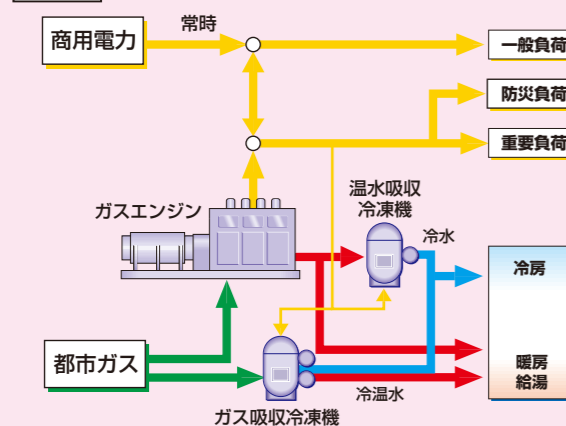 商用電力
常時
一般負荷
防災負荷
重要負荷
ガスエンジン
温水吸収
冷凍機
冷水
冷房
都市ガス
暖房
給湯
冷温水
ガス吸収冷凍機